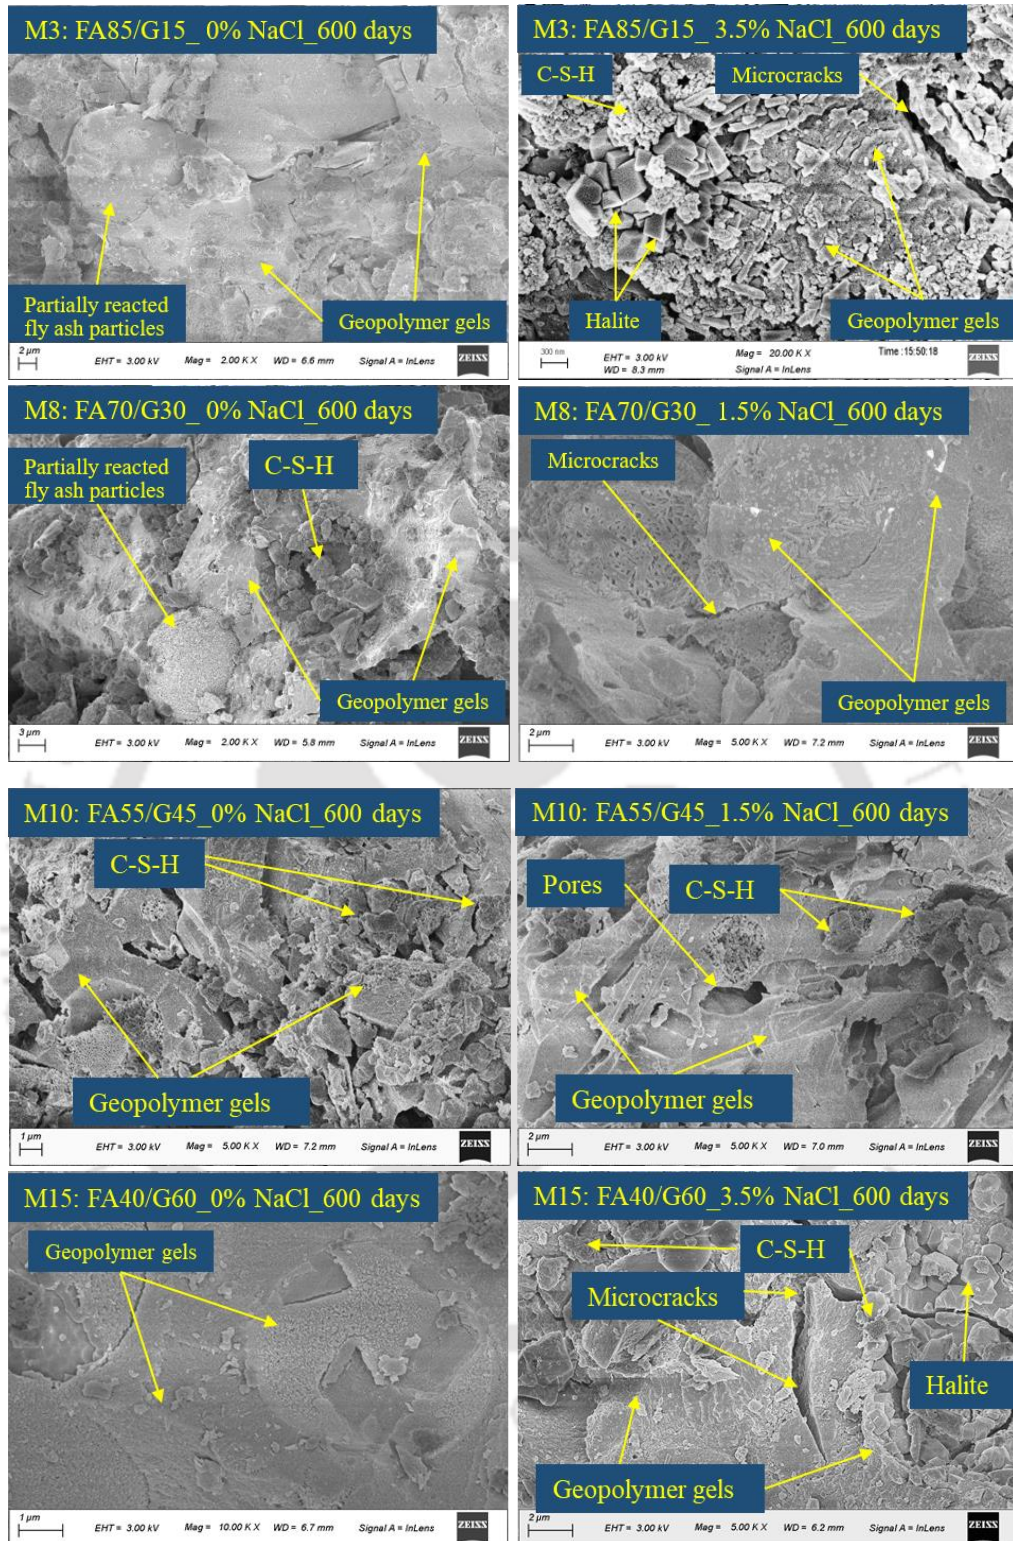 M3: FA85/G15_ 0% NaCl_600 days
Partially reacted
fly ash particles
Geopolymer gels
2 µm
EHT = 3.00 kV Mag = 2.00 K X WD = 6.6 mm Signal A = InLens
ZEISS
M3: FA85/G15_ 3.5% NaCl_600 days
C-S-H
Microcracks
Halite
Geopolymer gels
300 nm
EHT = 3.00 kV Mag = 20.00 K X Time :15:50:18
WD = 8.3 mm Signal A = InLens
ZEISS
M8: FA70/G30_ 0% NaCl_600 days
Partially reacted
fly ash particles
C-S-H
Geopolymer gels
3 µm
EHT = 3.00 kV Mag = 2.00 K X WD = 5.8 mm Signal A = InLens
ZEISS
M8: FA70/G30_ 1.5% NaCl_600 days
Microcracks
Geopolymer gels
2 µm
EHT = 3.00 kV Mag = 5.00 K X WD = 7.2 mm Signal A = InLens
ZEISS
M10: FA55/G45_0% NaCl_600 days
C-S-H
Geopolymer gels
1 µm
EHT = 3.00 kV Mag = 5.00 K X WD = 7.2 mm Signal A = InLens
ZEISS
M10: FA55/G45_1.5% NaCl_600 days
Pores
C-S-H
Geopolymer gels
2 µm
EHT = 3.00 kV Mag = 5.00 K X WD = 7.0 mm Signal A = InLens
ZEISS
M15: FA40/G60_0% NaCl_600 days
Geopolymer gels
1 µm
EHT = 3.00 kV Mag = 10.00 K X WD = 6.7 mm Signal A = InLens
ZEISS
M15: FA40/G60_3.5% NaCl_600 days
C-S-H
Microcracks
Halite
Geopolymer gels
2 µm
EHT = 3.00 kV Mag = 5.00 K X WD = 6.2 mm Signal A = InLens
ZEISS